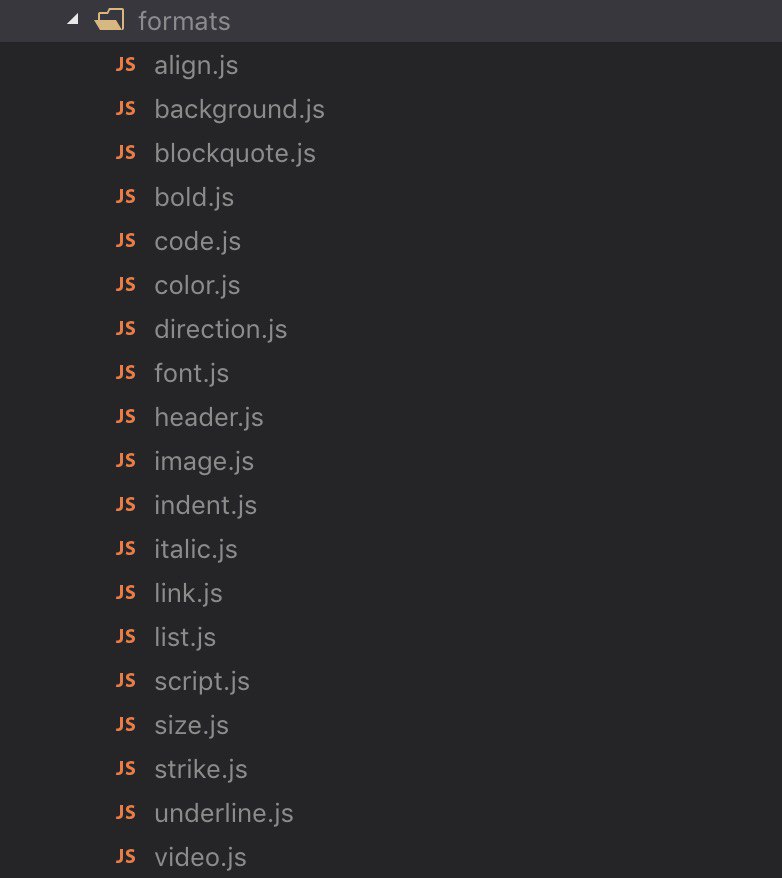 formats
JS align.js
JS background.js
JS blockquote.js
JS bold.js
JS code.js
JS color.js
JS direction.js
JS font.js
JS header.js
JS image.js
JS indent.js
JS italic.js
JS link.js
JS list.js
JS script.js
JS size.js
JS strike.js
JS underline.js
JS video.js